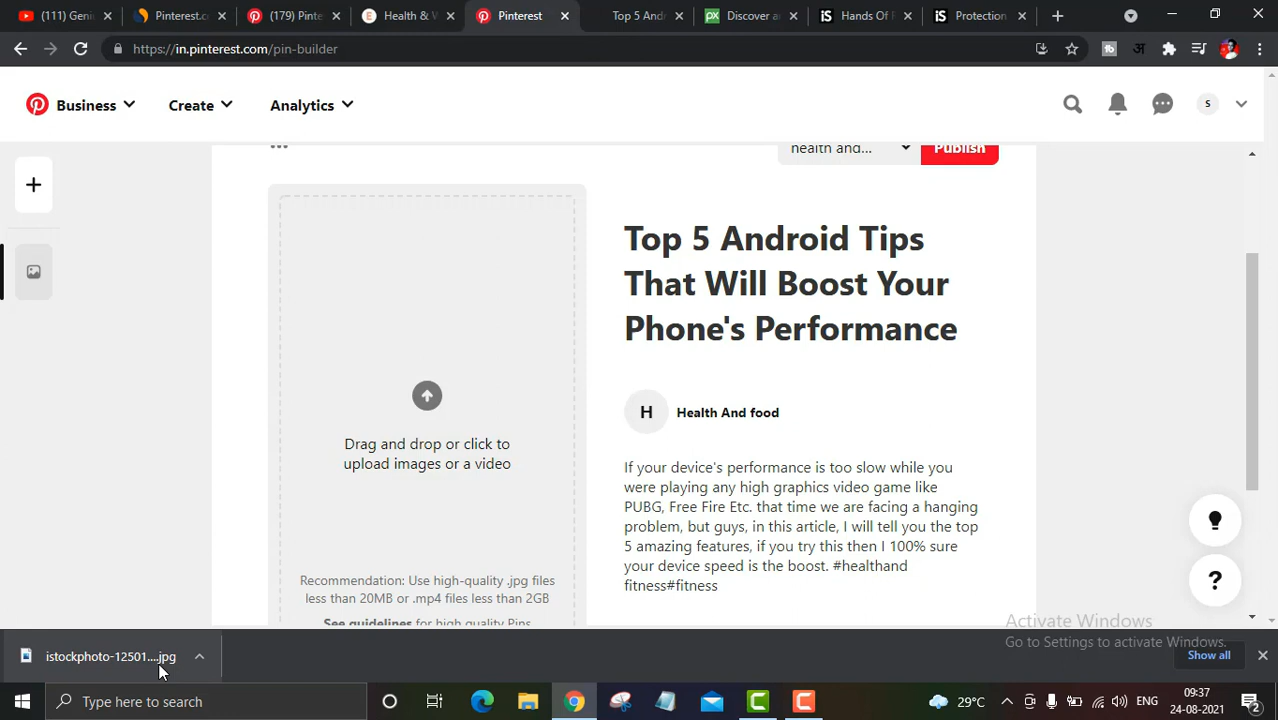 (111) Geni
Pinterest.c
(179) Pinte
Health & W
Pinterest
Top 5 Andr
Discover a
Hands Of F
Protection
https://in.pinterest.com/pin-builder
Business
Create
Analytics
S
health and...
Publish
Drag and drop or click to
upload images or a video
Recommendation: Use high-quality .jpg files
less than 20MB or .mp4 files less than 2GB
See guidelines for high quality Pins
Top 5 Android Tips
That Will Boost Your
Phone's Performance
H
Health And food
If your device's performance is too slow while you
were playing any high graphics video game like
PUBG, Free Fire Etc. that time we are facing a hanging
problem, but guys, in this article, I will tell you the top
5 amazing features, if you try this then I 100% sure
your device speed is the boost. #healthand
fitness#fitness
?
Activate Windows
Go to Settings to activate Windows.
istockphoto-12501....jpg
Show all
Type here to search
29°C
ENG
09:37
24-08-2021
2